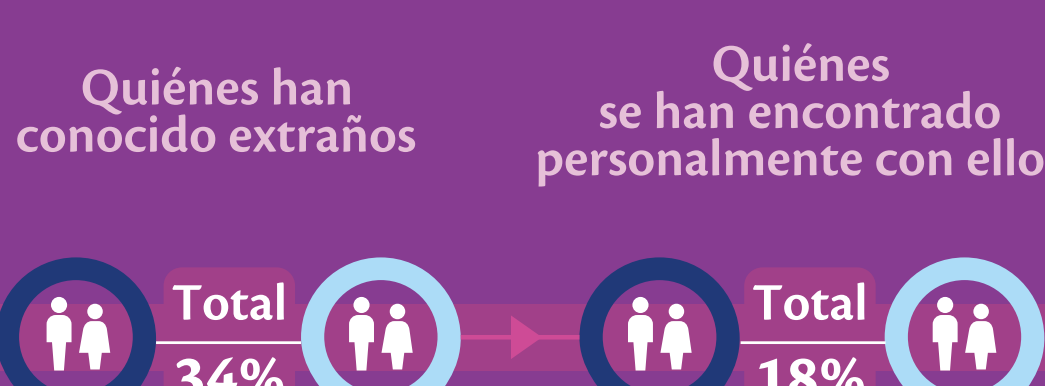 Quiénes han
conocido extraños
Quiénes
se han encontrado
personalmente con ello
Total
34%
Total
18%